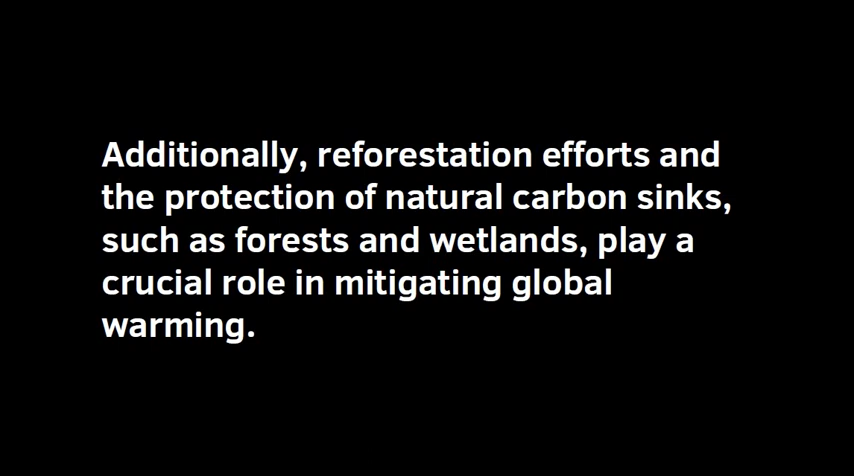 Additionally, reforestation efforts and
the protection of natural carbon sinks,
such as forests and wetlands, play a
crucial role in mitigating global
warming.